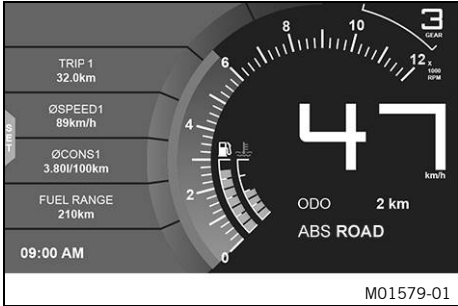 TRIP 1
32.0km
ØSPEED1
89km/h
ØCONS1
3.80l/100km
FUEL RANGE
210km
09:00 AM
SET
0
2
4
6
8
10
12
x
1000
RPM
3
GEAR
47
km/h
ODO 2 km
ABS ROAD
M01579-01